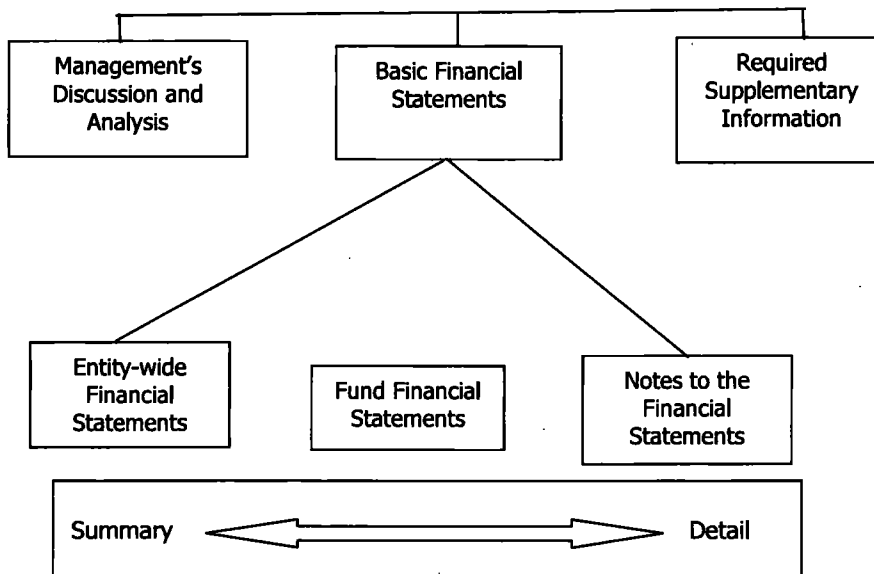 Management's
Discussion and
Analysis
Basic Financial
Statements
Required
Supplementary
Information
Entity-wide
Financial
Statements
Fund Financial
Statements
Notes to the
Financial
Statements
Summary
Detail